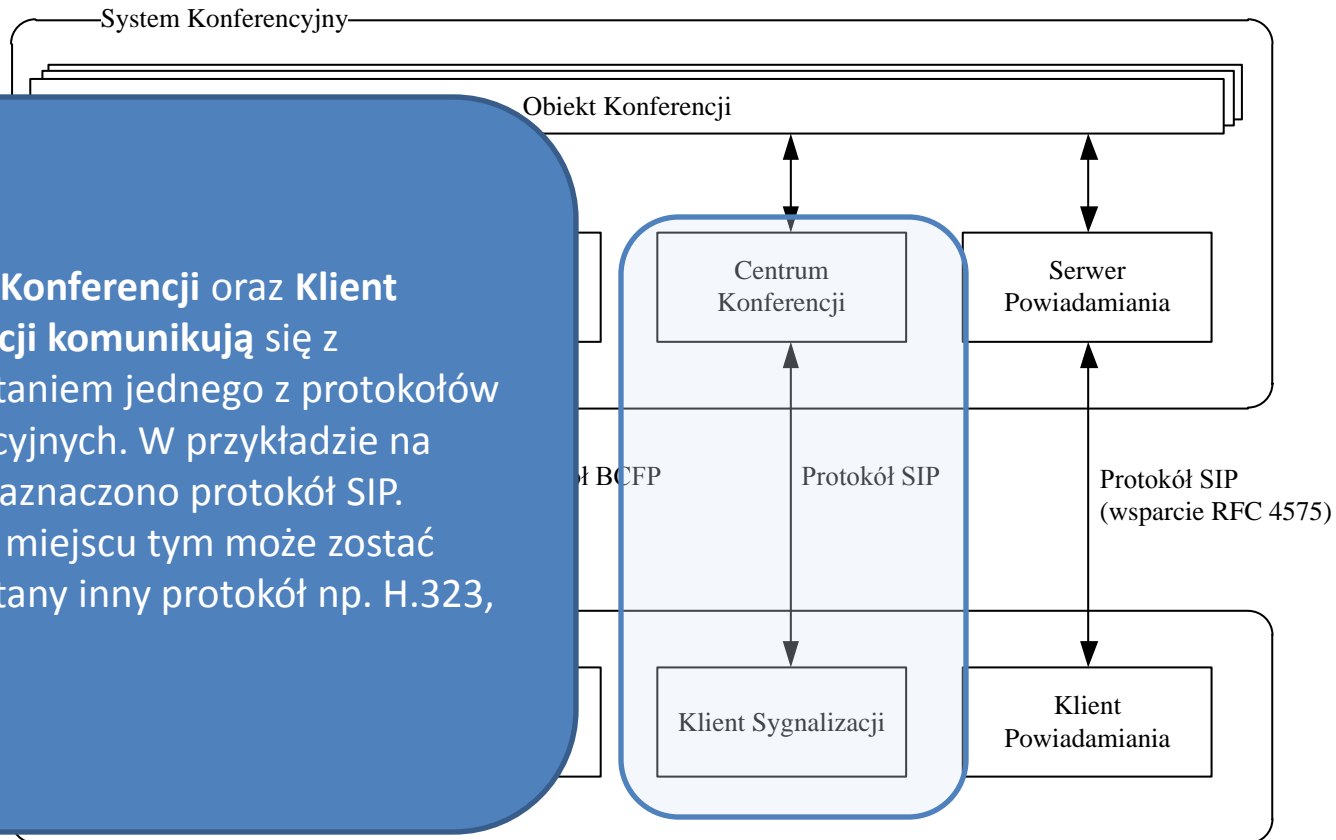 System Konferencyjny
Obiekt Konferencji
Konferencji oraz Klient
cji komunikują się z
taniem jednego z protokołów
cyjnych. W przykładzie na
aznaczono protokół SIP.
miejscu tym może zostać
tany inny protokół np. H.323,
Centrum
Konferencji
Serwer
Powiadamiania
ół BCFP
Protokół SIP
Protokół SIP
(wsparcie RFC 4575)
Klient Sygnalizacji
Klient
Powiadamiania